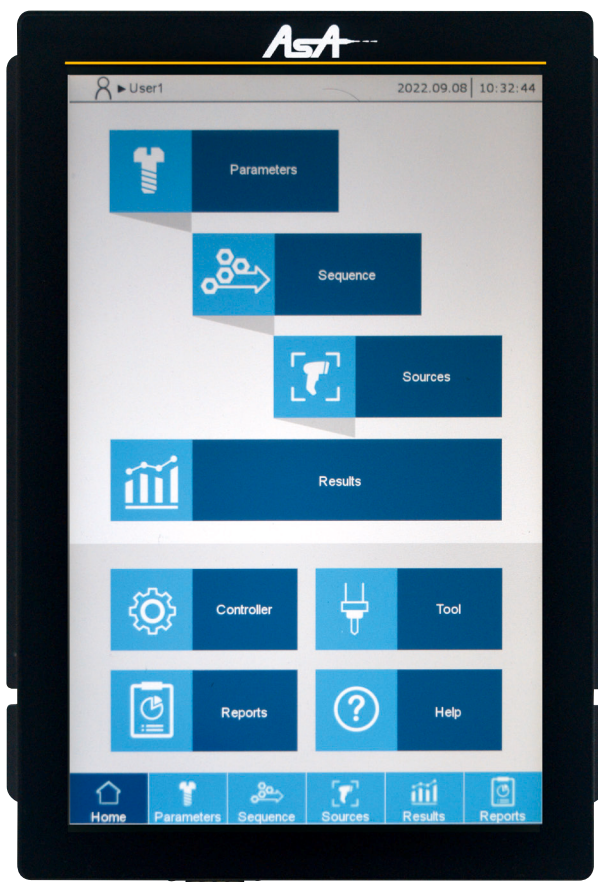 ASA
User1 2022.09.08 10:32:44
Parameters
Sequence
Sources
Results
Controller Tool
Reports Help
Home Parameters Sequence Sources Results Reports